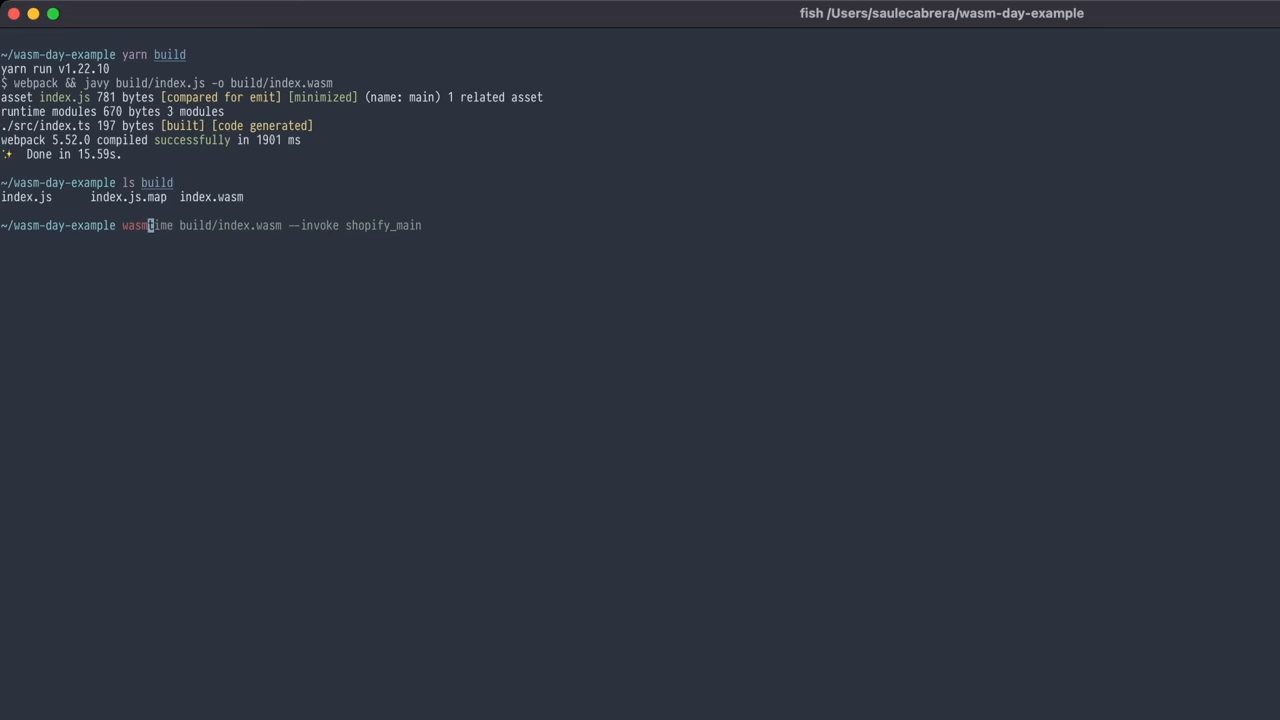 fish /Users/saulecabrera/wasm-day-example
~/wasm-day-example yarn build
yarn run v1.22.10
$ webpack && javy build/index.js -o build/index.wasm
asset index.js 781 bytes [compared for emit] [minimized] (name: main) 1 related asset
runtime modules 670 bytes 3 modules
./src/index.ts 197 bytes [built] [code generated]
webpack 5.52.0 compiled successfully in 1901 ms
✨  Done in 15.59s.
~/wasm-day-example ls build
index.js      index.js.map  index.wasm
~/wasm-day-example wasmtime build/index.wasm --invoke shopify_main